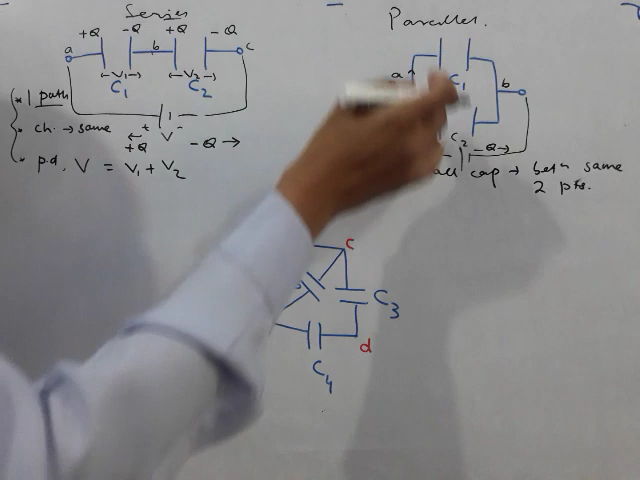 Series
+Q -Q +Q -Q
a b c
V1 V2
C1 C2
* 1 path
* ch. → same
+ V -
+Q -Q →
* p.d. V = V1 + V2
Parallel.
a
C1
b
C2
-Q →
all cap → betn same
2 pts.
c
C3
d
C4